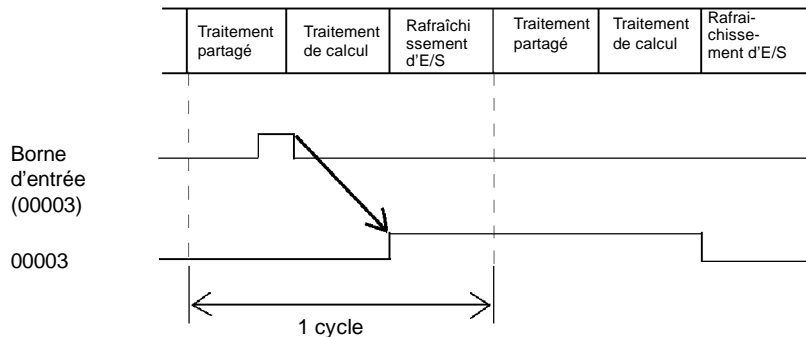 Traitement
partagé
Traitement
de calcul
Rafraîchi
ssement
d'E/S
Traitement
partagé
Traitement
de calcul
Rafrai-
chisse-
ment d'E/S
Borne
d'entrée
(00003)
00003
1 cycle